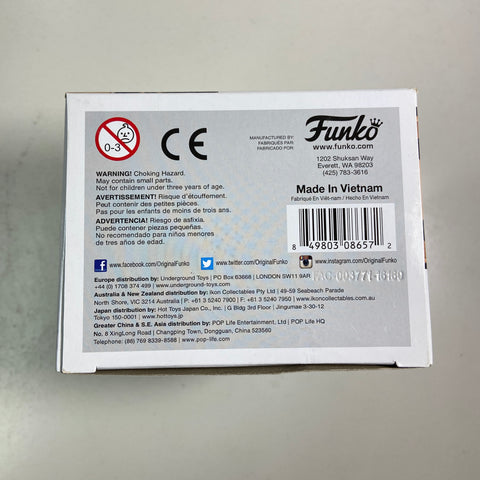 0-3
CE
MANUFACTURED BY:
FABRIQUÉS PAR
FABRICADO POR:
Funko
www.funko.com
1202 Shuksan Way
Everett, WA 98203
(425) 783-3616
WARNING! Choking Hazard.
May contain small parts.
Not for children under three years of age.
AVERTISSEMENT! Risque d'étouffement.
Peut contenir des petites pièces.
Pas pour les enfants de moins de trois ans.
¡ADVERTENCIA! Riesgo de asfixia.
Puede contener piezas pequeñas.
No recomendado para niños menores
de tres años de edad.
Made In Vietnam
Fabriqué En Viêt-nam / Hecho En Vietnam
8 49803 08657 2
www.facebook.com/OriginalFunko
www.twitter.com/OriginalFunko
www.instagram.com/OriginalFunko
FAC-003771-16160
Europe distribution by: Underground Toys | PO Box 63668 | LONDON SW11 9AR
+44 (0) 1708 374 489 | www.underground-toys.com
Australia & New Zealand distribution by: Ikon Collectables Pty Ltd | 49-59 Seabeach Parade
North Shore, VIC 3214 Australia | P: +61 3 5240 7900 | F: +61 3 5240 7950 | www.ikoncollectables.com.au
Japan distribution by: Hot Toys Japan Co., Inc. | G Bldg 3rd Floor | Jingumae 3-30-12
Tokyo 150-0001 | www.hottoys.jp
Greater China & S.E. Asia distribution by: POP Life Entertainment, Ltd | POP Life HQ
No. 8 XingLong Road | Changping Town, Dongguan, China 523560
Telephone: (86) 769 8339-8588 | www.pop-life.com